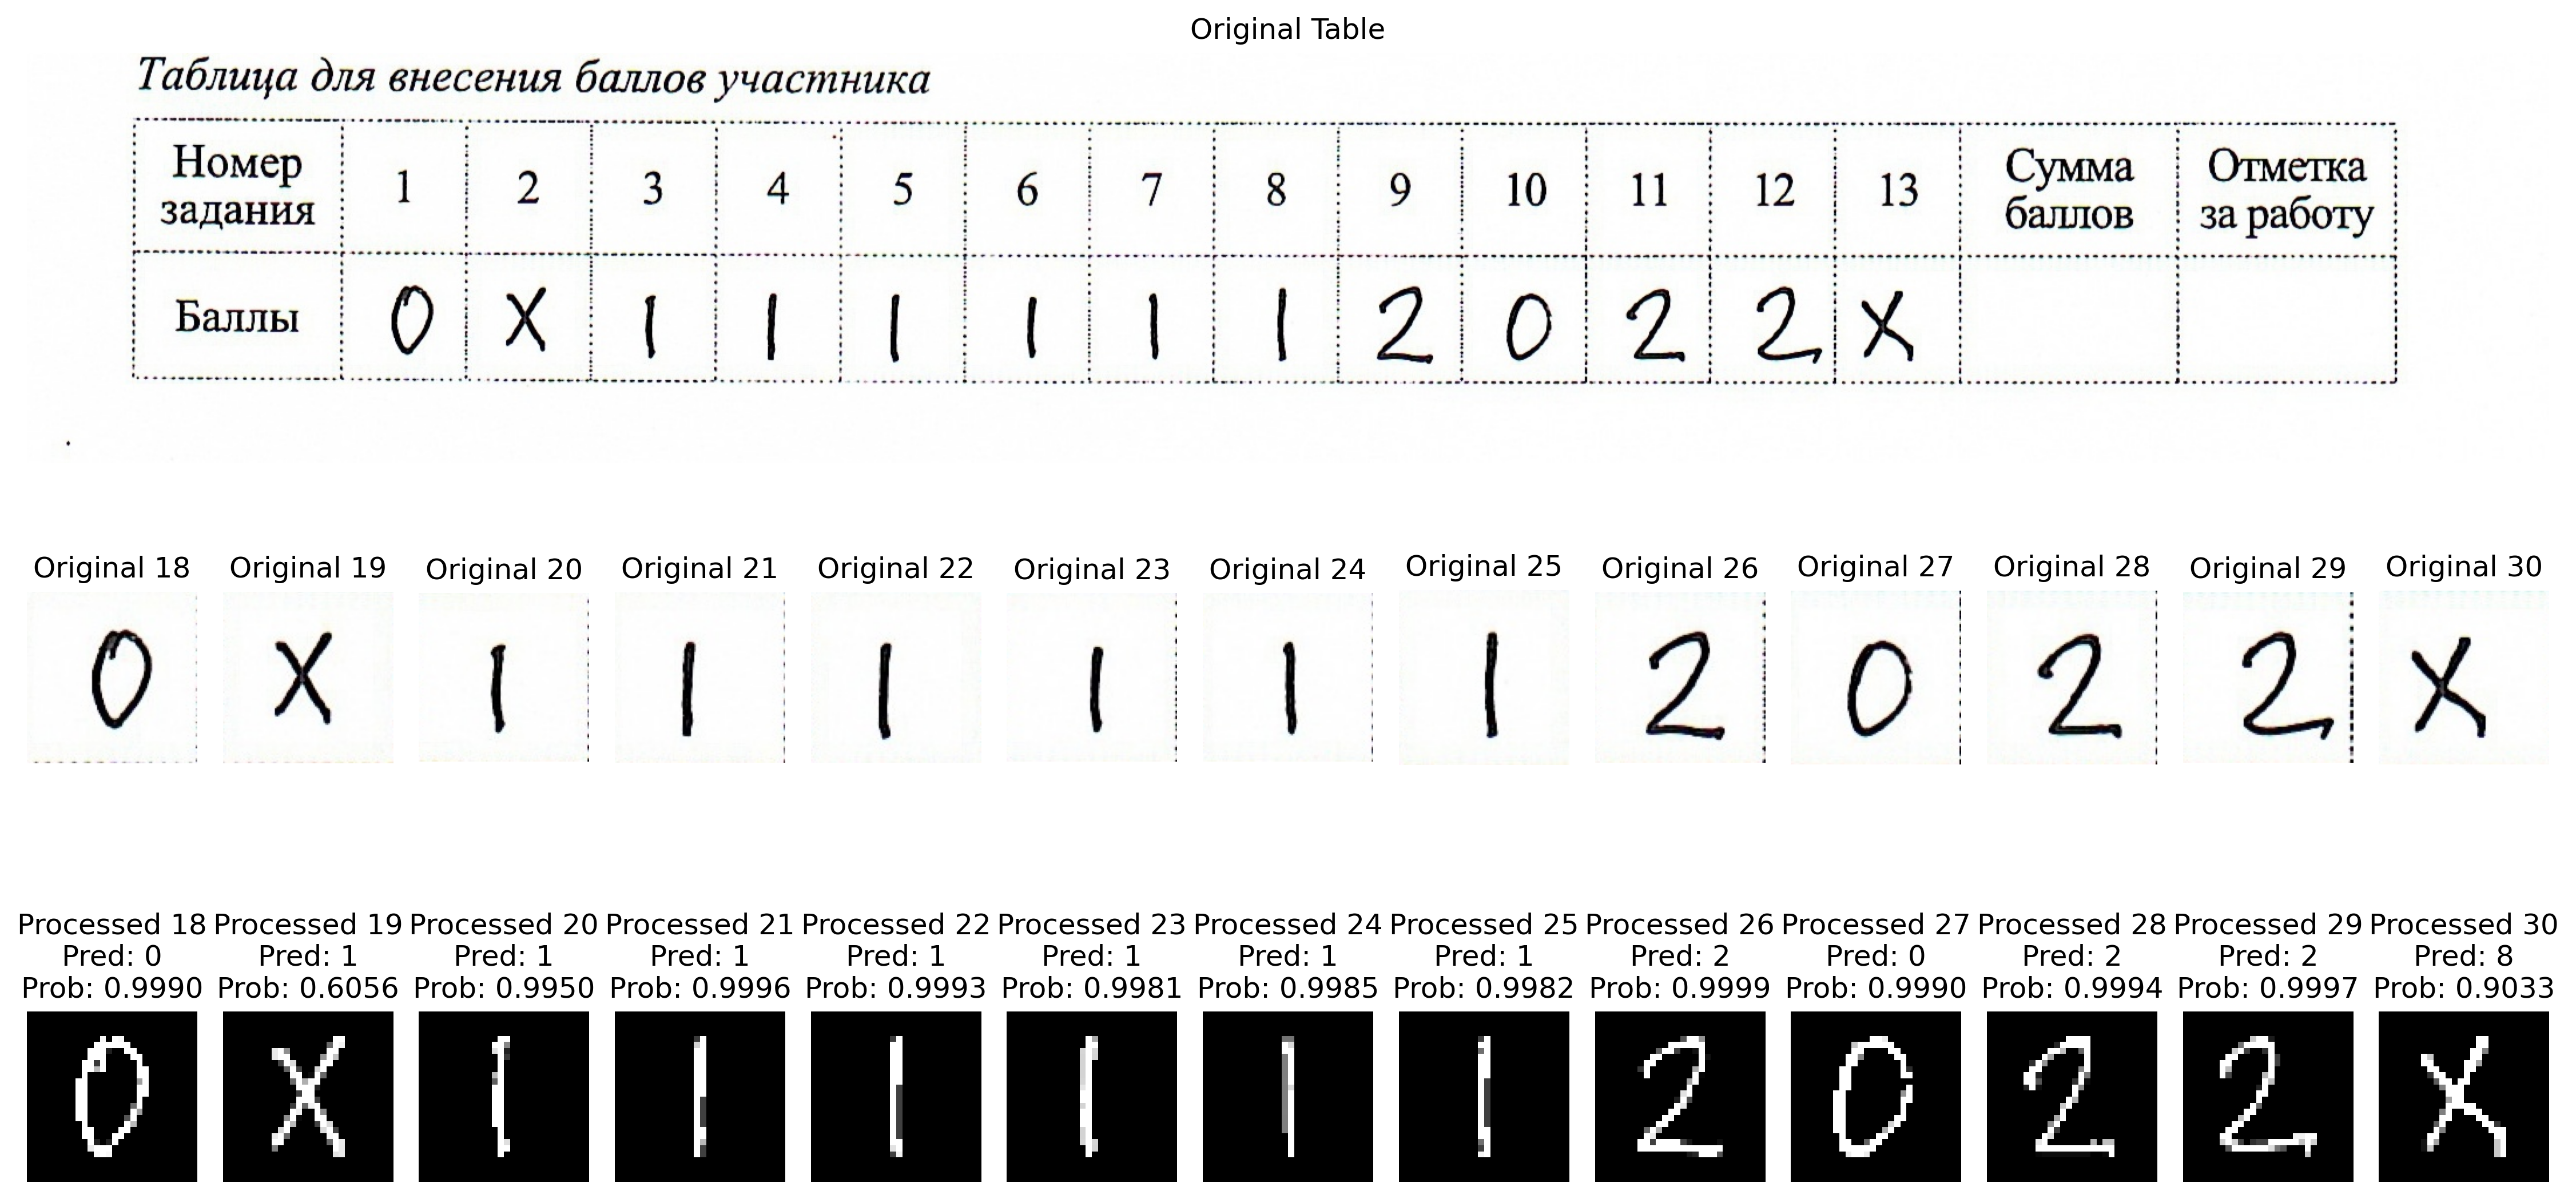 Original Table
Таблица для внесения баллов участника
Номер задания 1 2 3 4 5 6 7 8 9 10 11 12 13 Сумма баллов Отметка за работу
Баллы 0 X 1 1 1 1 1 1 2 0 2 2 X
Original 18 Original 19 Original 20 Original 21 Original 22 Original 23 Original 24 Original 25 Original 26 Original 27 Original 28 Original 29 Original 30
0 X 1 1 1 1 1 1 2 0 2 2 X
Processed 18 Processed 19 Processed 20 Processed 21 Processed 22 Processed 23 Processed 24 Processed 25 Processed 26 Processed 27 Processed 28 Processed 29 Processed 30
Pred: 0 Pred: 1 Pred: 1 Pred: 1 Pred: 1 Pred: 1 Pred: 1 Pred: 1 Pred: 2 Pred: 0 Pred: 2 Pred: 2 Pred: 8
Prob: 0.9990 Prob: 0.6056 Prob: 0.9950 Prob: 0.9996 Prob: 0.9993 Prob: 0.9981 Prob: 0.9985 Prob: 0.9982 Prob: 0.9999 Prob: 0.9990 Prob: 0.9994 Prob: 0.9997 Prob: 0.9033
0 X 1 1 1 1 1 1 2 0 2 2 X